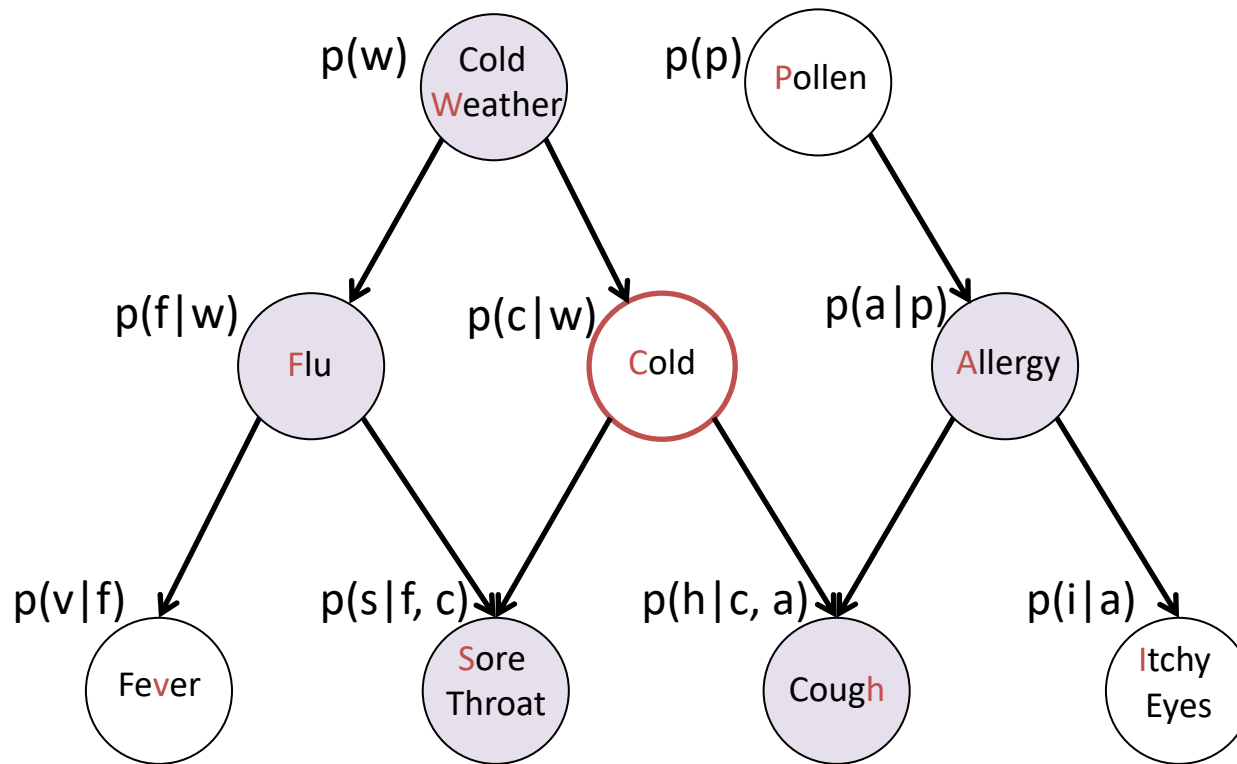 p(w)
Cold
Weather
p(p)
Pollen
p(f|w)
Flu
p(c|w)
Cold
p(a|p)
Allergy
p(v|f)
Fever
p(s|f, c)
Sore
Throat
p(h|c, a)
Cough
p(i|a)
Itchy
Eyes